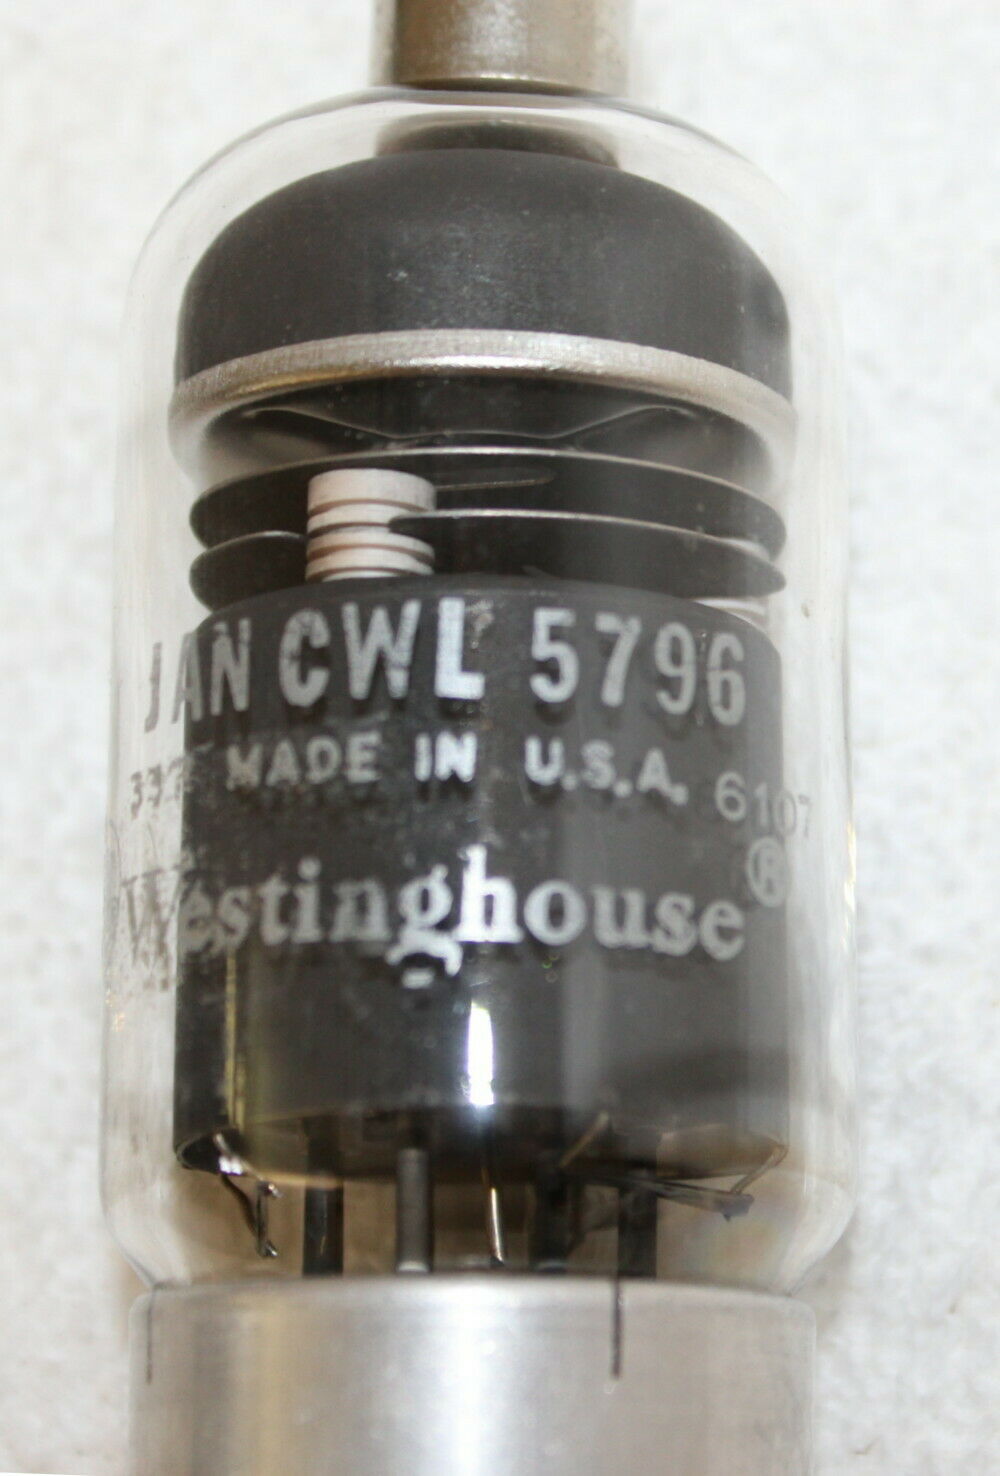 JAN CWL 5796
MADE IN U.S.A. 6107
Westinghouse®